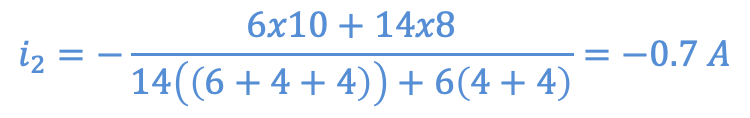 i₂ = − (6x10 + 14x8) / (14((6 + 4 + 4)) + 6(4 + 4)) = −0.7 A